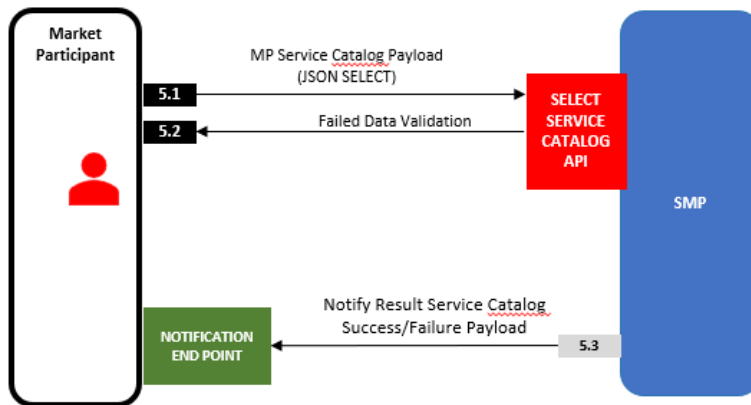 Market
Participant
MP Service Catalog Payload
(JSON SELECT)
5.1
5.2
Failed Data Validation
SELECT
SERVICE
CATALOG
API
SMP
Notify Result Service Catalog
Success/Failure Payload
NOTIFICATION
END POINT
5.3